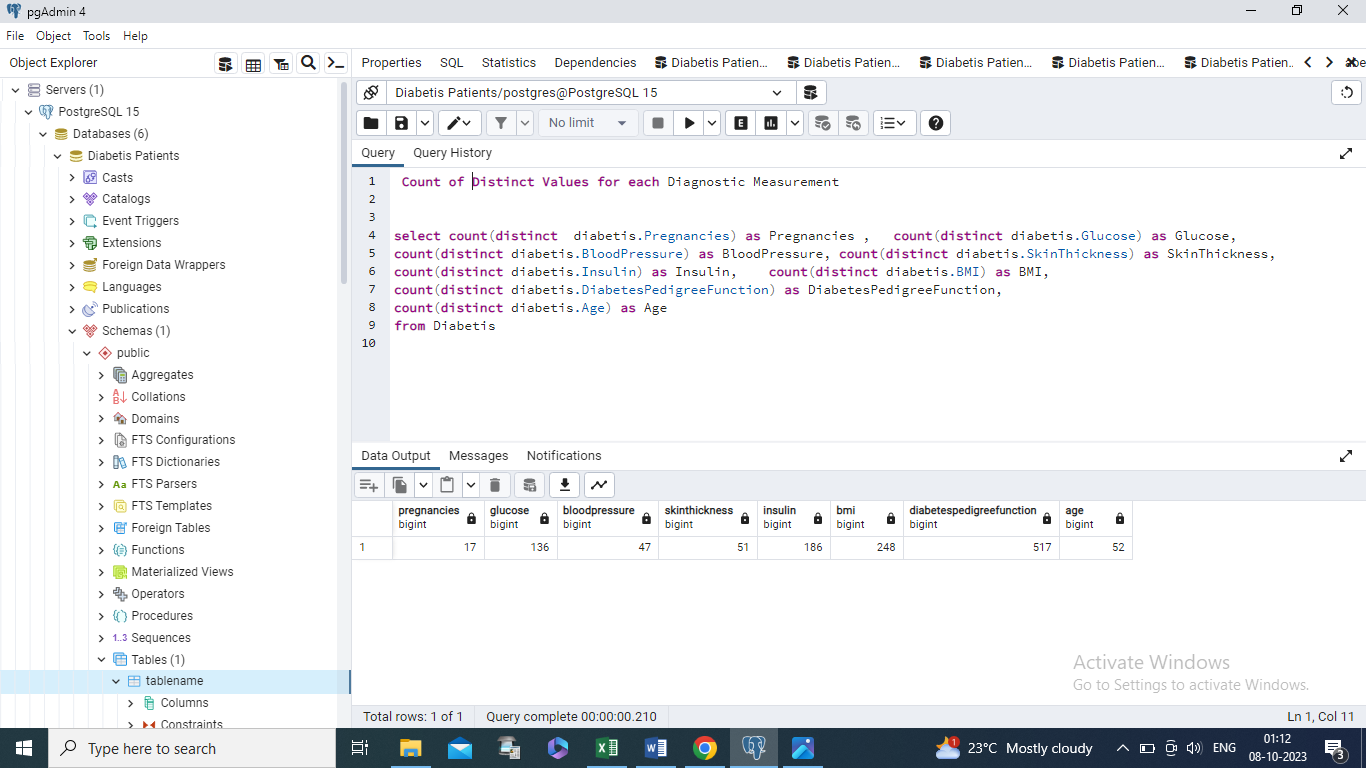 pgAdmin 4
File Object Tools Help
Object Explorer
Properties SQL Statistics Dependencies Diabetis Patien... Diabetis Patien... Diabetis Patien... Diabetis Patien... Diabetis Patien..
Servers (1)
PostgreSQL 15
Databases (6)
Diabetis Patients
Casts
Catalogs
Event Triggers
Extensions
Foreign Data Wrappers
Languages
Publications
Schemas (1)
public
Aggregates
Collations
Domains
FTS Configurations
FTS Dictionaries
FTS Parsers
FTS Templates
Foreign Tables
Functions
Materialized Views
Operators
Procedures
Sequences
Tables (1)
tablename
Columns
Constraints
Diabetis Patients/postgres@PostgreSQL 15
No limit
Query Query History
1 Count of Distinct Values for each Diagnostic Measurement
2
3
4 select count(distinct diabetis.Pregnancies) as Pregnancies , count(distinct diabetis.Glucose) as Glucose,
5 count(distinct diabetis.BloodPressure) as BloodPressure, count(distinct diabetis.SkinThickness) as SkinThickness,
6 count(distinct diabetis.Insulin) as Insulin, count(distinct diabetis.BMI) as BMI,
7 count(distinct diabetis.DiabetesPedigreeFunction) as DiabetesPedigreeFunction,
8 count(distinct diabetis.Age) as Age
9 from Diabetis
10
Data Output Messages Notifications
pregnancies glucose bloodpressure skinthickness insulin bmi diabetespedigreefunction age
bigint bigint bigint bigint bigint bigint bigint bigint
1 17 136 47 51 186 248 517 52
Activate Windows
Go to Settings to activate Windows.
Total rows: 1 of 1 Query complete 00:00:00.210 Ln 1, Col 11
Type here to search
23°C Mostly cloudy ENG
01:12
08-10-2023
3